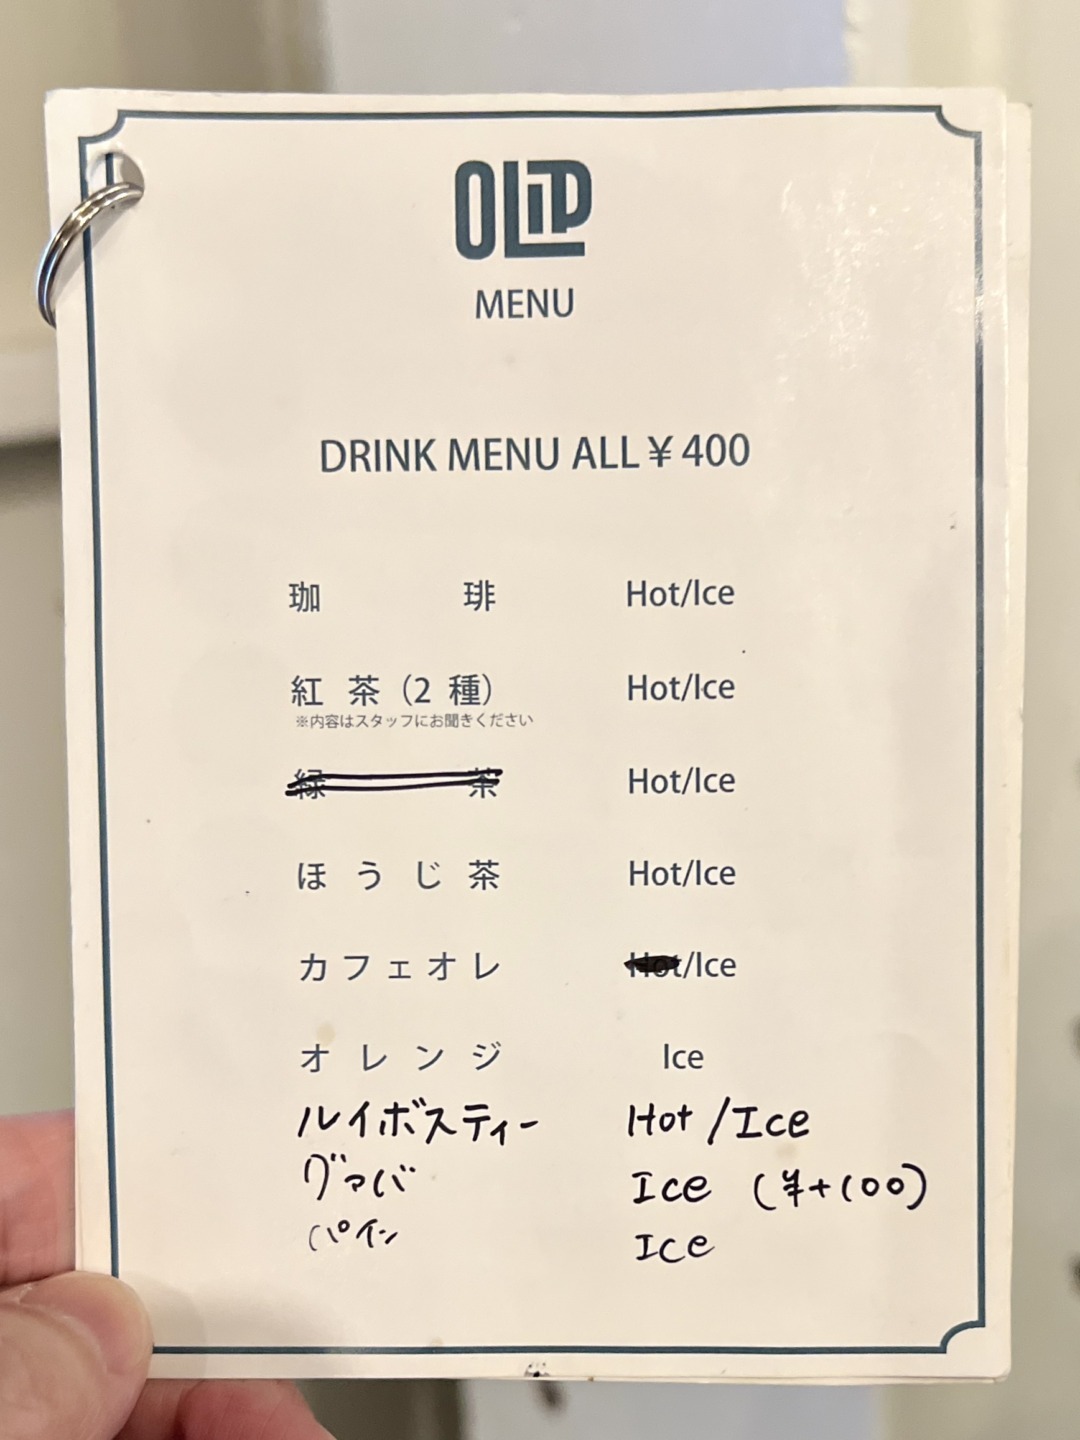 OLIP
MENU
DRINK MENU ALL ¥400
珈琲 Hot/Ice
紅茶（2種） Hot/Ice
※内容はスタッフにお聞きください
緑茶 Hot/Ice
ほうじ茶 Hot/Ice
カフェオレ Hot/Ice
オレンジ Ice
ルイボスティー Hot/Ice
グァバ Ice (¥+100)
パイン Ice